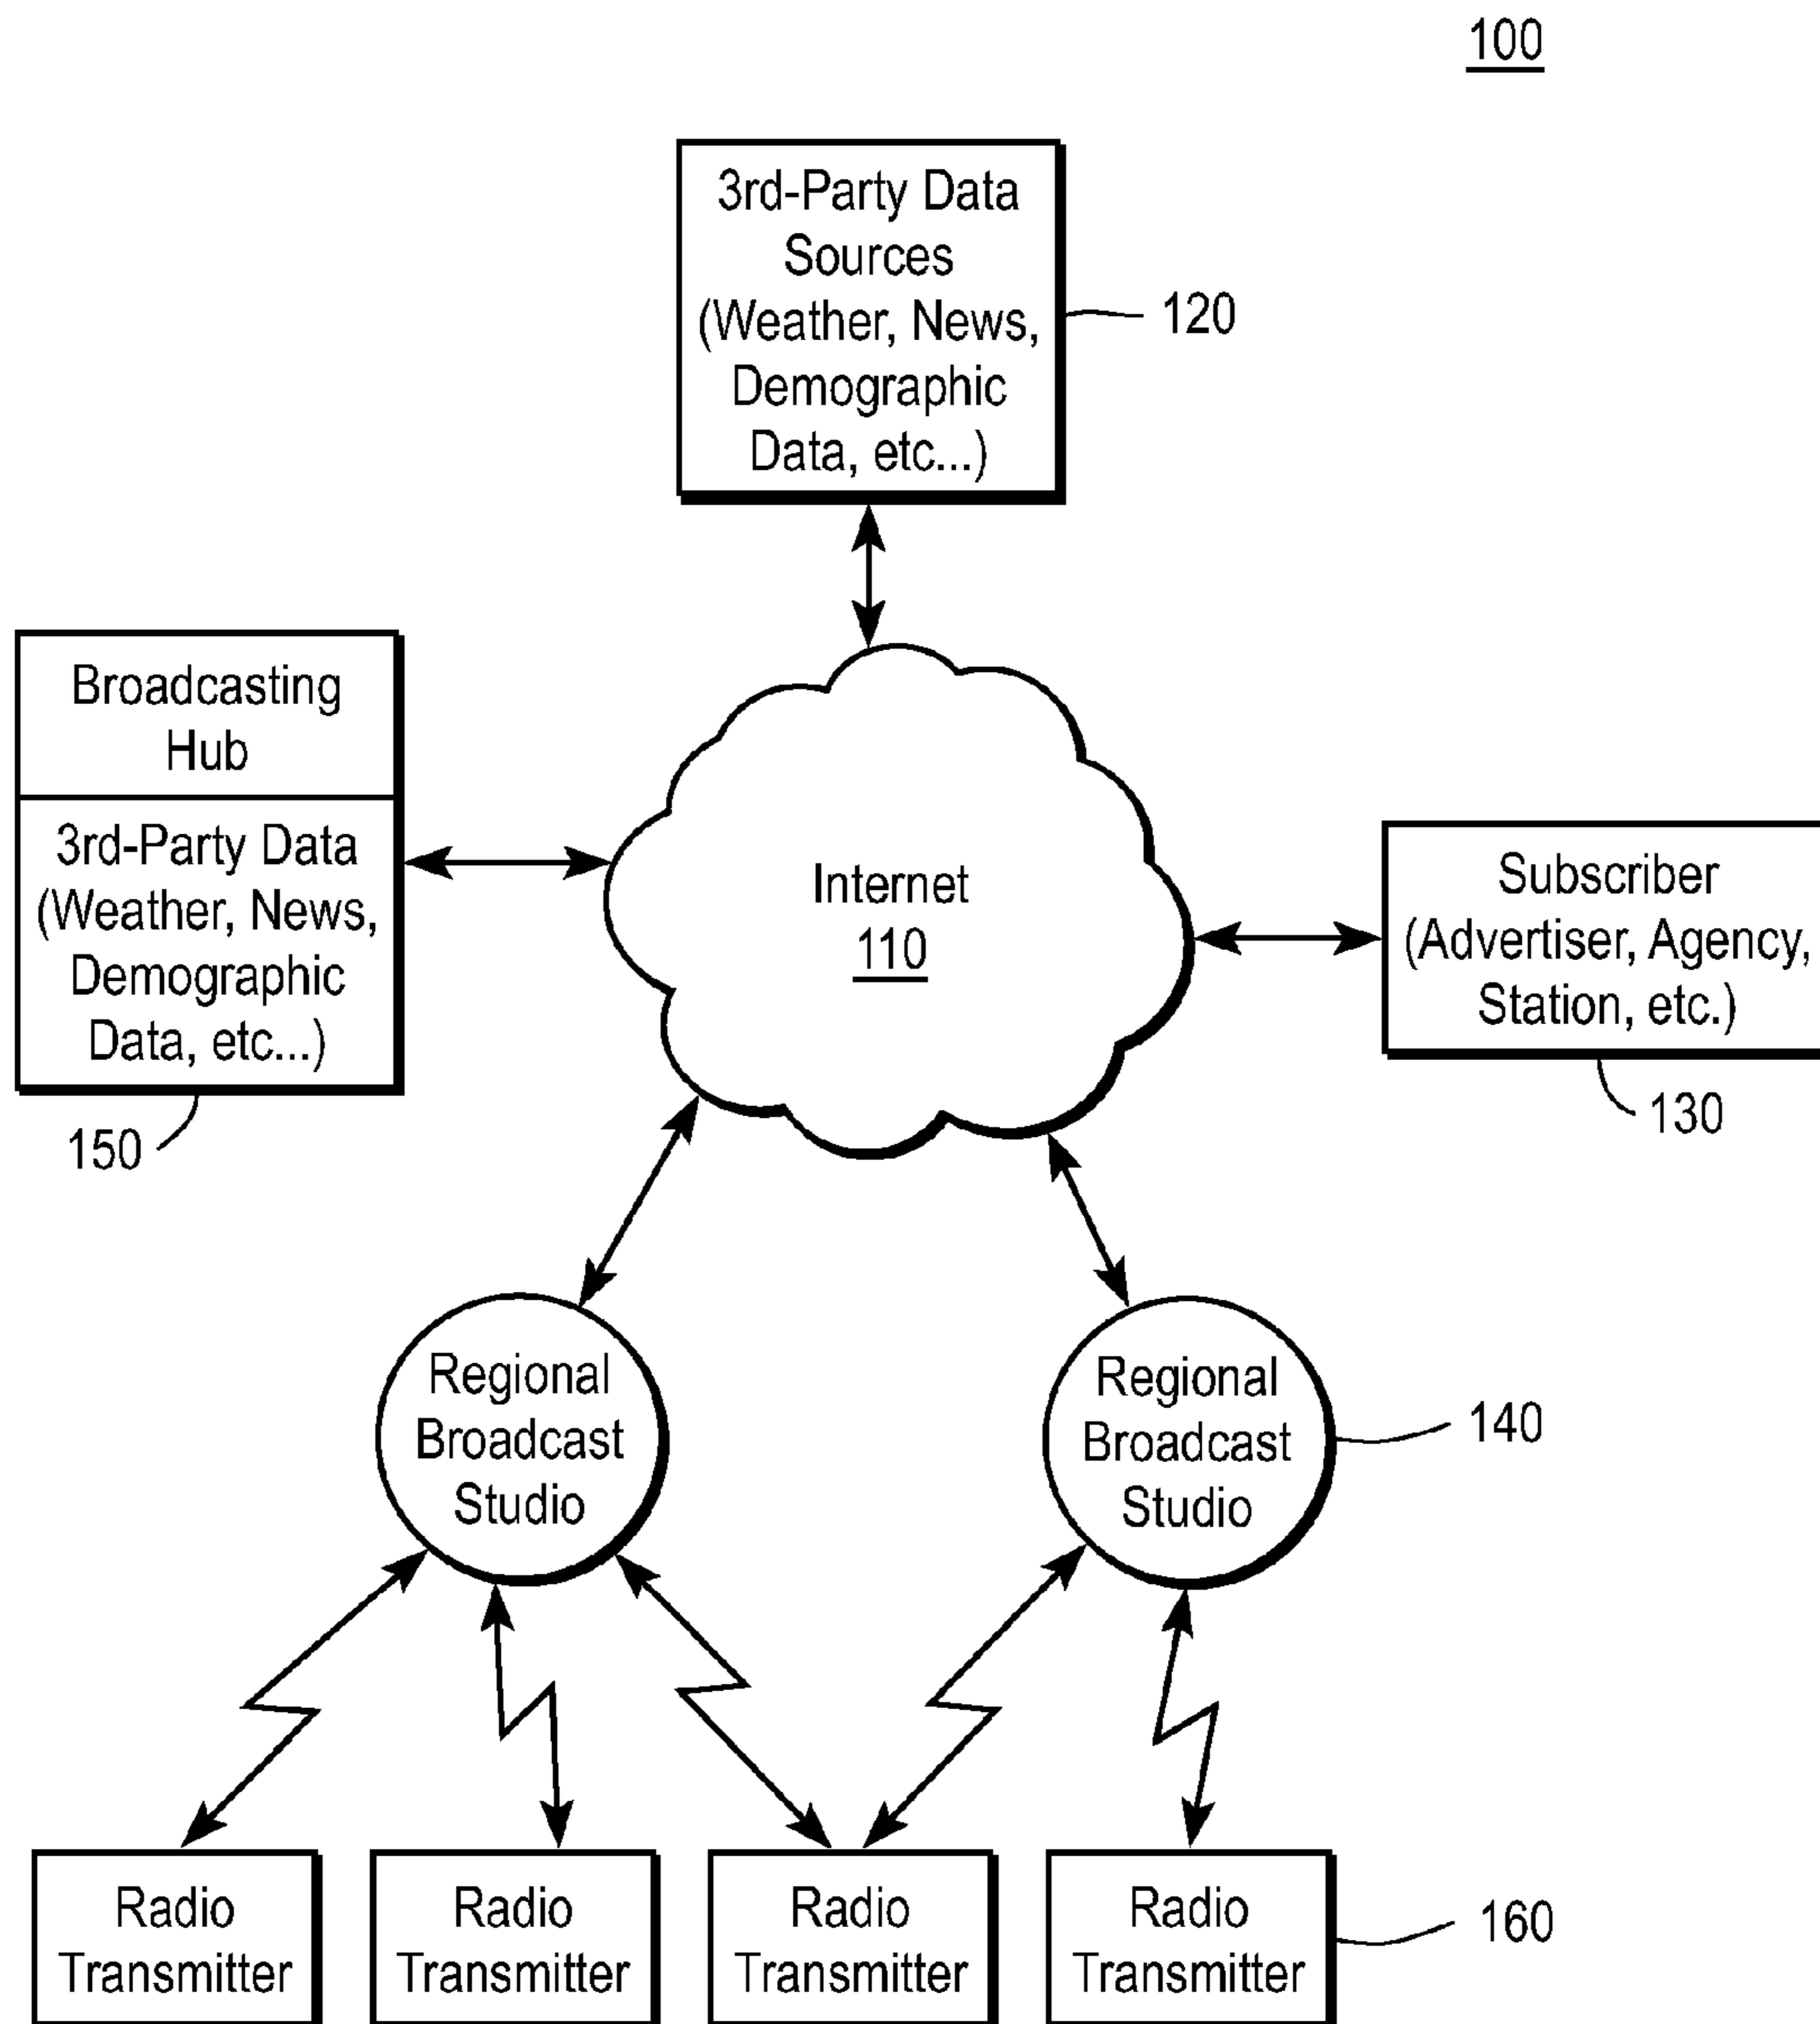 100
3rd-Party Data
Sources
(Weather, News,
Demographic
Data, etc...)
120
Broadcasting
Hub
3rd-Party Data
(Weather, News,
Demographic
Data, etc...)
150
Internet
110
Subscriber
(Advertiser, Agency,
Station, etc.)
130
Regional
Broadcast
Studio
Regional
Broadcast
Studio
140
Radio
Transmitter
Radio
Transmitter
Radio
Transmitter
Radio
Transmitter
160